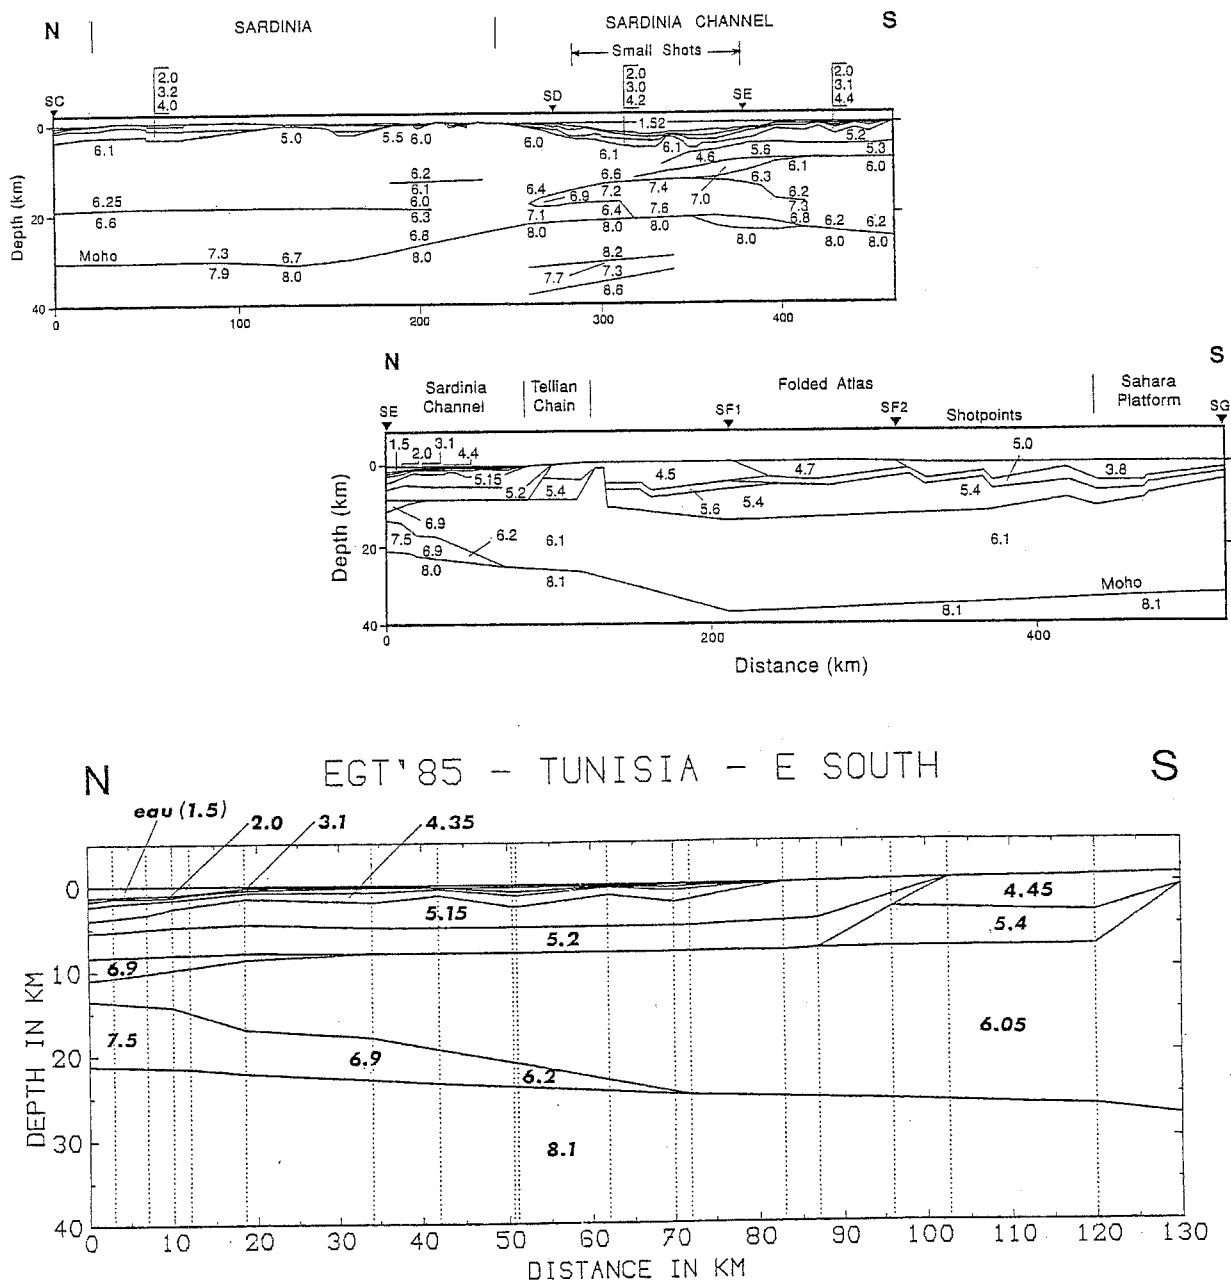 N SARDINIA SARDINIA CHANNEL S
Small Shots
2.0 2.0 2.0
3.2 3.0 3.1
4.0 4.2 4.4
SC SD SE
0
1.52
5.0 5.5 6.0 6.0 5.2
6.1 6.1 6.1 4.6 5.6 5.3
6.1 6.0
6.2 6.6 7.0 6.3
6.1 6.4 6.9 7.2 7.4 6.2
6.25 6.0 7.3
6.6 6.3 7.1 6.4 7.6 6.8 6.2 6.2
6.8 8.0 8.0 8.0 8.0 8.0 8.0
Moho 7.3 6.7 8.0 8.2
7.9 8.0 7.7 7.3
8.6
Depth (km)
20
40
0 100 200 300 400
N S
Sardinia Channel
Tellian Chain
Folded Atlas
Sahara Platform
SE SF1 SF2 Shotpoints SG
1.5 2.0 3.1 4.4 5.0
0
5.15 4.5 4.7 3.8
5.2 5.4 5.6 5.4 5.4
6.9
7.5 6.9 6.2 6.1 6.1
8.0 8.1 Moho
8.1 8.1
Depth (km)
20
40
0 200 400
Distance (km)
N EGT'85 - TUNISIA - E SOUTH S
eau (1.5) 2.0 3.1 4.35
0
4.45
5.15 5.4
5.2
6.9
10
6.05
7.5 6.9
20
6.2
30
8.1
40
DEPTH IN KM
0 10 20 30 40 50 60 70 80 90 100 110 120 130
DISTANCE IN KM